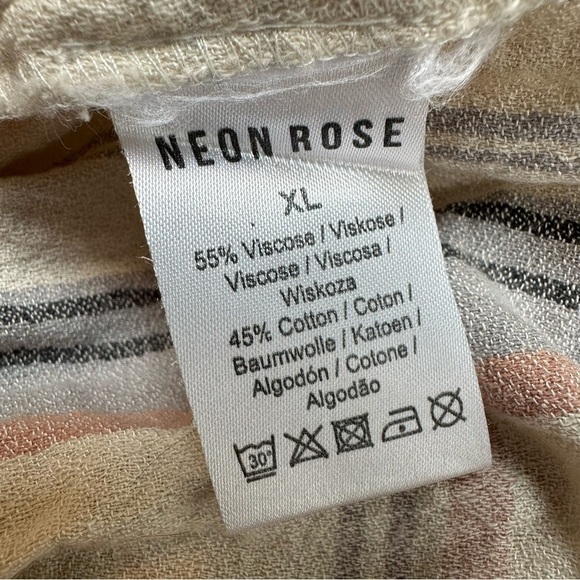 NEON ROSE
XL
55% Viscose / Viskose /
Viscose / Viscosa /
Wiskoza
45% Cotton / Coton /
Baumwolle / Katoen /
Algodón / Cotone /
Algodão
30°